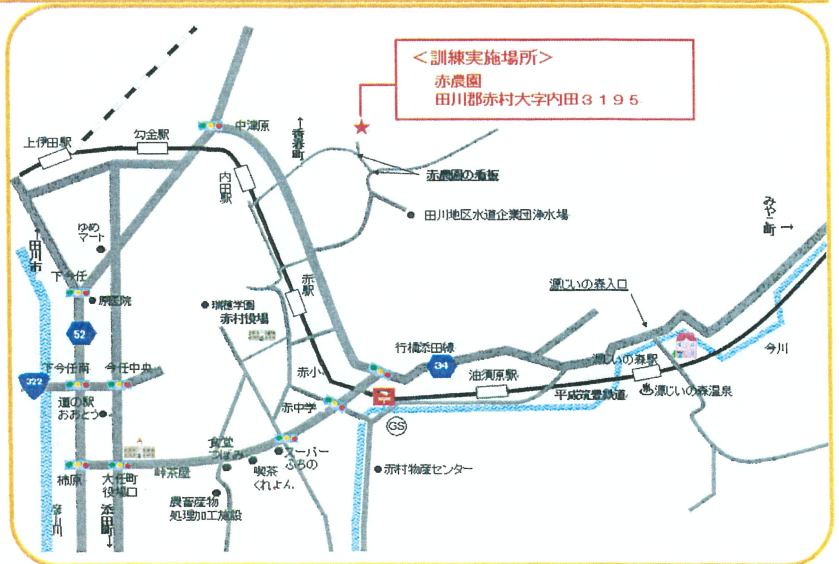 <訓練実施場所>
赤農園
田川郡赤村大字内田3195
上伊田駅
勾金駅
中津原
↑香春町
内田駅
赤農園の看板
田川地区水道企業団浄水場
みやこ町→
ゆめ
マート
↑田川市
下今任
原医院
52
赤駅
瑞穂学園
赤村役場
源じいの森入口
322
下今任南
今任中央
赤小
行橋添田線
34
油須原駅
源じいの森駅
今川
道の駅
おおとう
赤中学
平成筑豊鉄道
源じいの森温泉
GS
柿原
大任町
役場口
峠茶屋
食堂
つぼみ
喫茶
くれよん
スーパー
ふちの
赤村物産センター
農畜産物
処理加工施設
添田町→